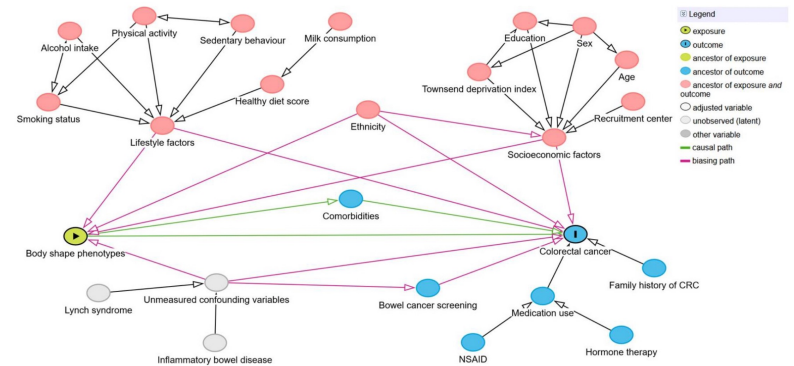 Physical activity
Alcohol intake
Sedentary behaviour
Milk consumption
Smoking status
Healthy diet score
Lifestyle factors
Ethnicity
Education
Sex
Townsend deprivation index
Age
Recruitment center
Socioeconomic factors
Comorbidities
Body shape phenotypes
Colorectal cancer
Lynch syndrome
Unmeasured confounding variables
Bowel cancer screening
Family history of CRC
Medication use
Inflammatory bowel disease
NSAID
Hormone therapy
Legend
exposure
outcome
ancestor of exposure
ancestor of outcome
ancestor of exposure and
outcome
adjusted variable
unobserved (latent)
other variable
causal path
biasing path